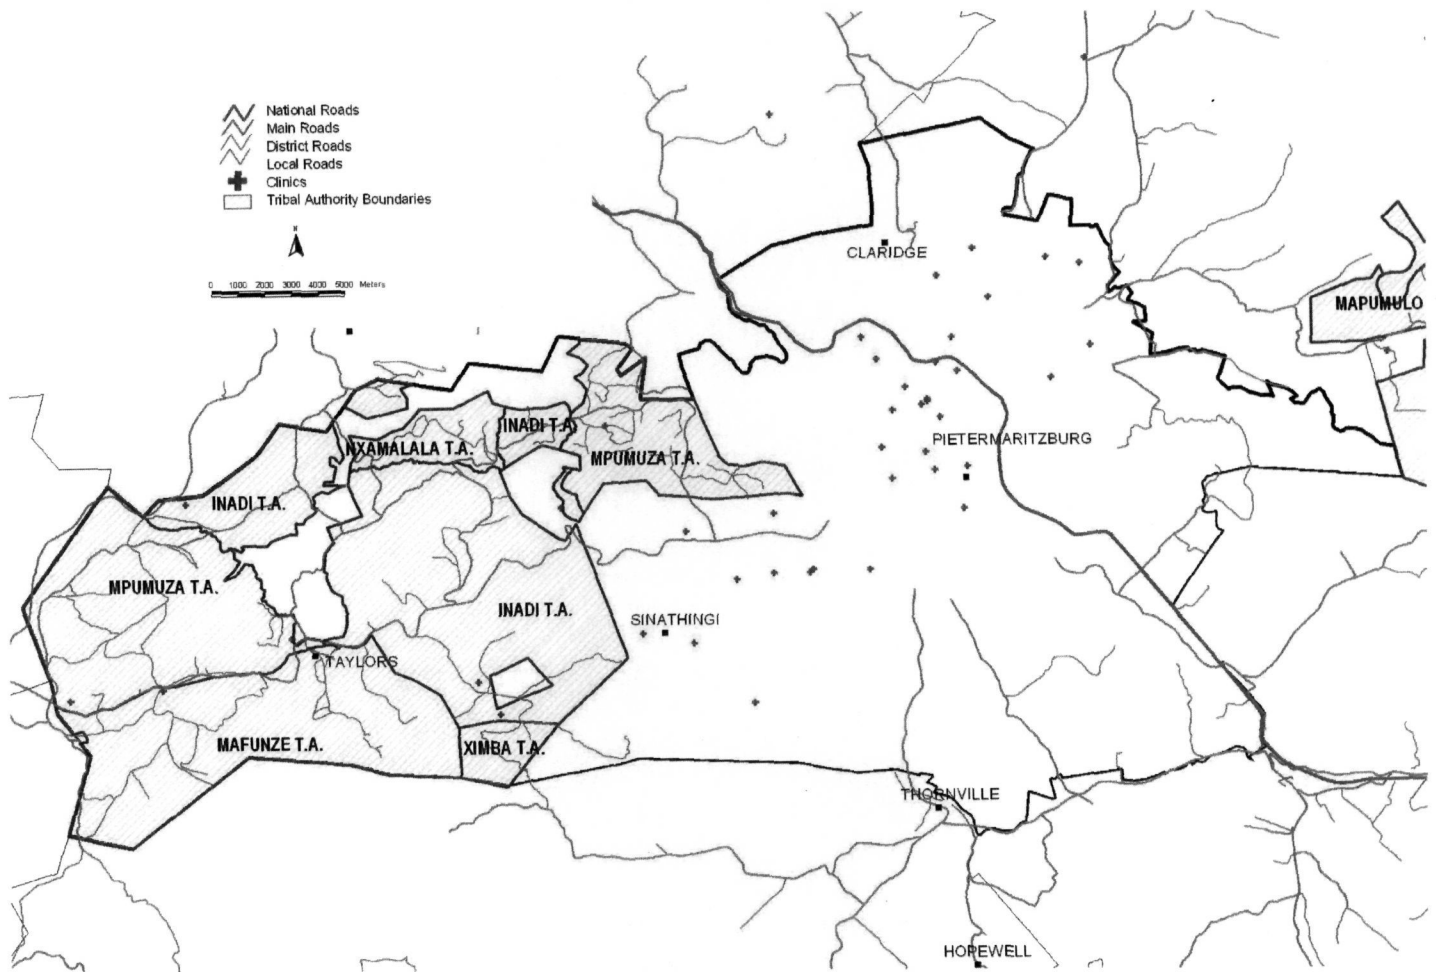 National Roads
Main Roads
District Roads
Local Roads
Clinics
Tribal Authority Boundaries
N
0 1000 2000 3000 4000 5000 Meters
CLARIDGE
MAPUMULO
INADI T.A.
NXAMALALA T.A.
MPUMUZA T.A.
PIETERMARITZBURG
INADI T.A.
MPUMUZA T.A.
INADI T.A.
SINATHINGI
TAYLORS
MAFUNZE T.A.
XIMBA T.A.
THORNVILLE
HOPEWELL